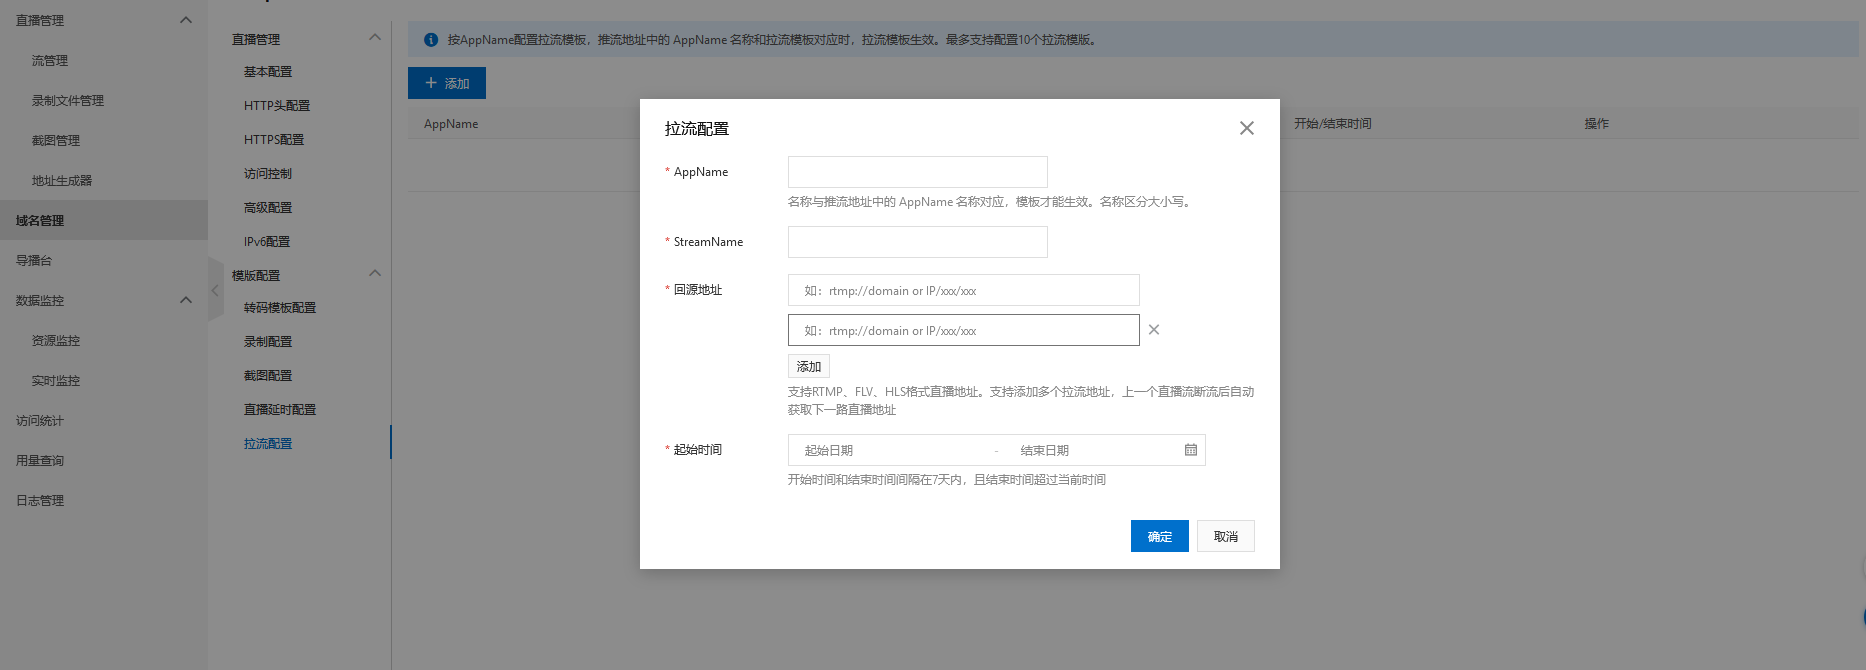 直播管理
流管理
录制文件管理
截图管理
地址生成器
域名管理
导播台
数据监控
资源监控
实时监控
访问统计
用量查询
日志管理
直播管理
基本配置
HTTP头配置
HTTPS配置
访问控制
高级配置
IPv6配置
模版配置
转码模板配置
录制配置
截图配置
直播延时配置
拉流配置
按AppName配置拉流模板，推流地址中的 AppName 名称和拉流模板对应时，拉流模板生效。最多支持配置10个拉流模版。
+ 添加
AppName 开始/结束时间 操作
拉流配置
* AppName
名称与推流地址中的 AppName 名称对应，模板才能生效。名称区分大小写。
* StreamName
* 回源地址 如：rtmp://domain or IP/xxx/xxx
如：rtmp://domain or IP/xxx/xxx
添加
支持RTMP、FLV、HLS格式直播地址。支持添加多个拉流地址，上一个直播流断流后自动
获取下一路直播地址
* 起始时间 起始日期 - 结束日期
开始时间和结束时间间隔在7天内，且结束时间超过当前时间
确定 取消